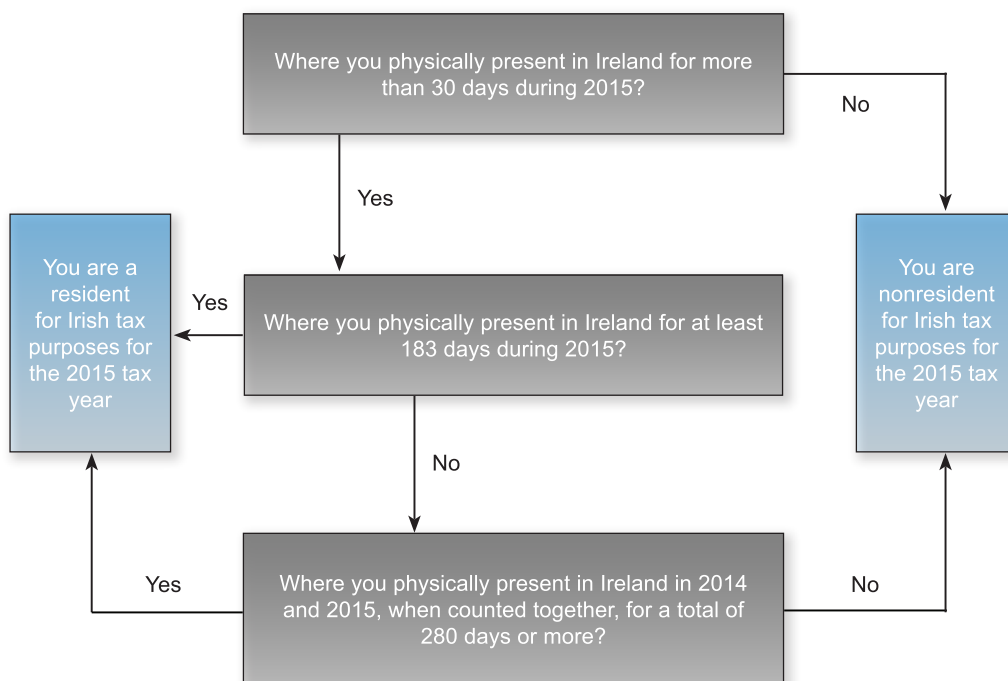 Where you physically present in Ireland for more
than 30 days during 2015?
No
Yes
You are a
resident
for Irish tax
purposes for
the 2015 tax
year
Yes
Where you physically present in Ireland for at least
183 days during 2015?
You are
nonresident
for Irish tax
purposes for
the 2015 tax
year
No
Yes
Where you physically present in Ireland in 2014
and 2015, when counted together, for a total of
280 days or more?
No